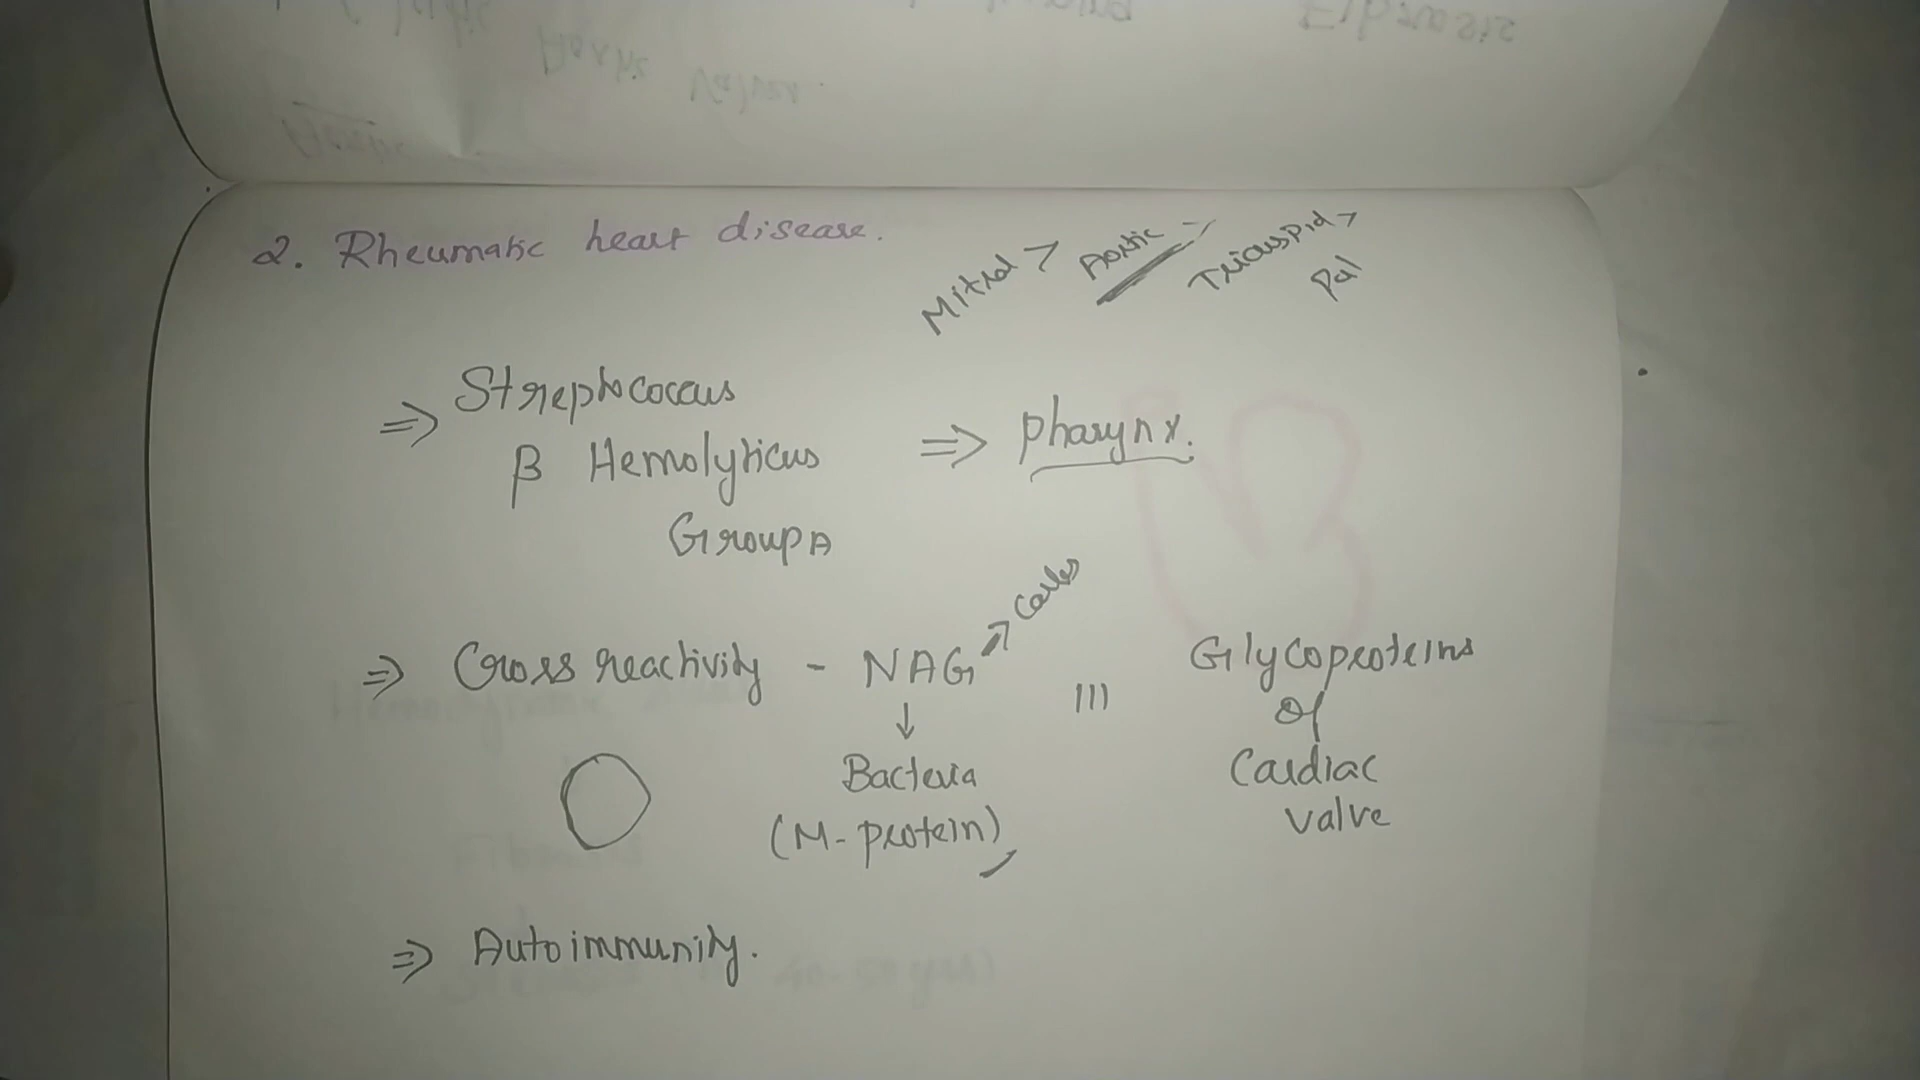 2. Rheumatic heart disease.
Mitral > Aortic > Tricuspid >
Pul
⇒ Streptococcus
β Hemolyticus ⇒ Pharynx.
Group A
⇒ Cross reactivity - NAG ↗ Carbs ||| Glycoproteins
↓ of
Bacteria Cardiac
(M-protein) valve
⇒ Autoimmunity.